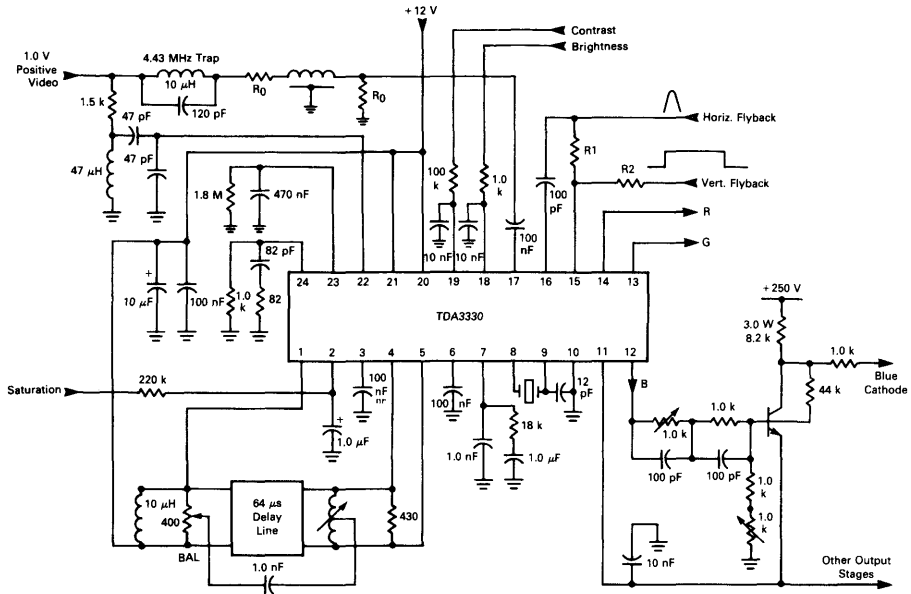 + 12 V
Contrast
Brightness
1.0 V
Positive
Video
4.43 MHz Trap
10 μH
120 pF
R0
R0
1.5 k
47 pF
47 pF
47 μH
Horiz. Flyback
R1
R2
Vert. Flyback
100
pF
R
G
1.8 M
470 nF
100
k
1.0
k
10 nF
10 nF
100
nF
82 pF
82
1.0
k
+
10 μF
100 nF
24 23 22 21 20 19 18 17 16 15 14 13
TDA3330
1 2 3 4 5 6 7 8 9 10 11 12
+ 250 V
3.0 W
8.2 k
1.0 k
Blue
Cathode
44 k
B
Saturation
220 k
+
1.0 μF
100
nF
100 nF
12
pF
18 k
1.0 nF
1.0 μF
1.0 k
1.0 k
100
pF
100
pF
1.0
k
1.0
k
10 μH
400
BAL
64 μs
Delay
Line
430
1.0 nF
10 nF
Other Output
Stages